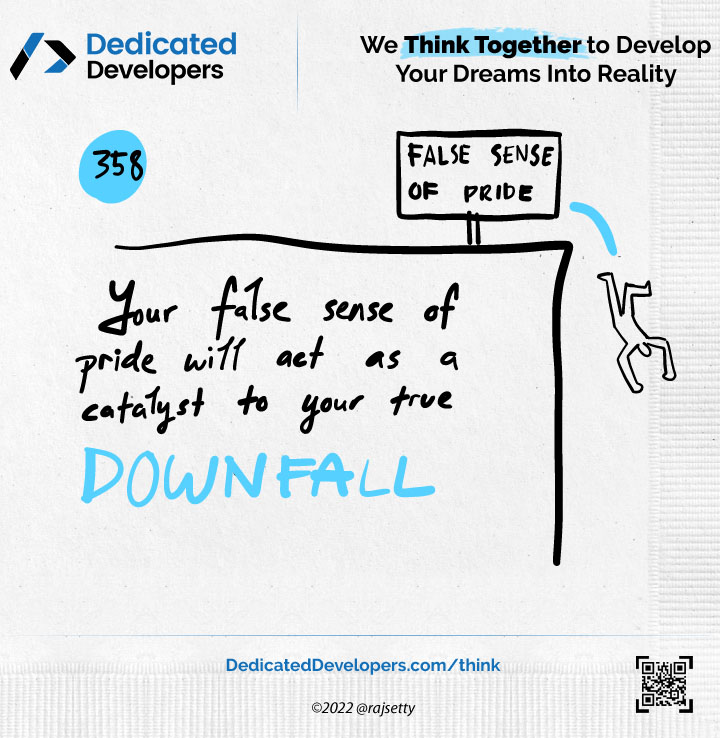 Dedicated
Developers
We Think Together to Develop
Your Dreams Into Reality
358
FALSE SENSE
OF PRIDE
Your false sense of
pride will act as a
catalyst to your true
DOWNFALL
DedicatedDevelopers.com/think
©2022 @rajsetty